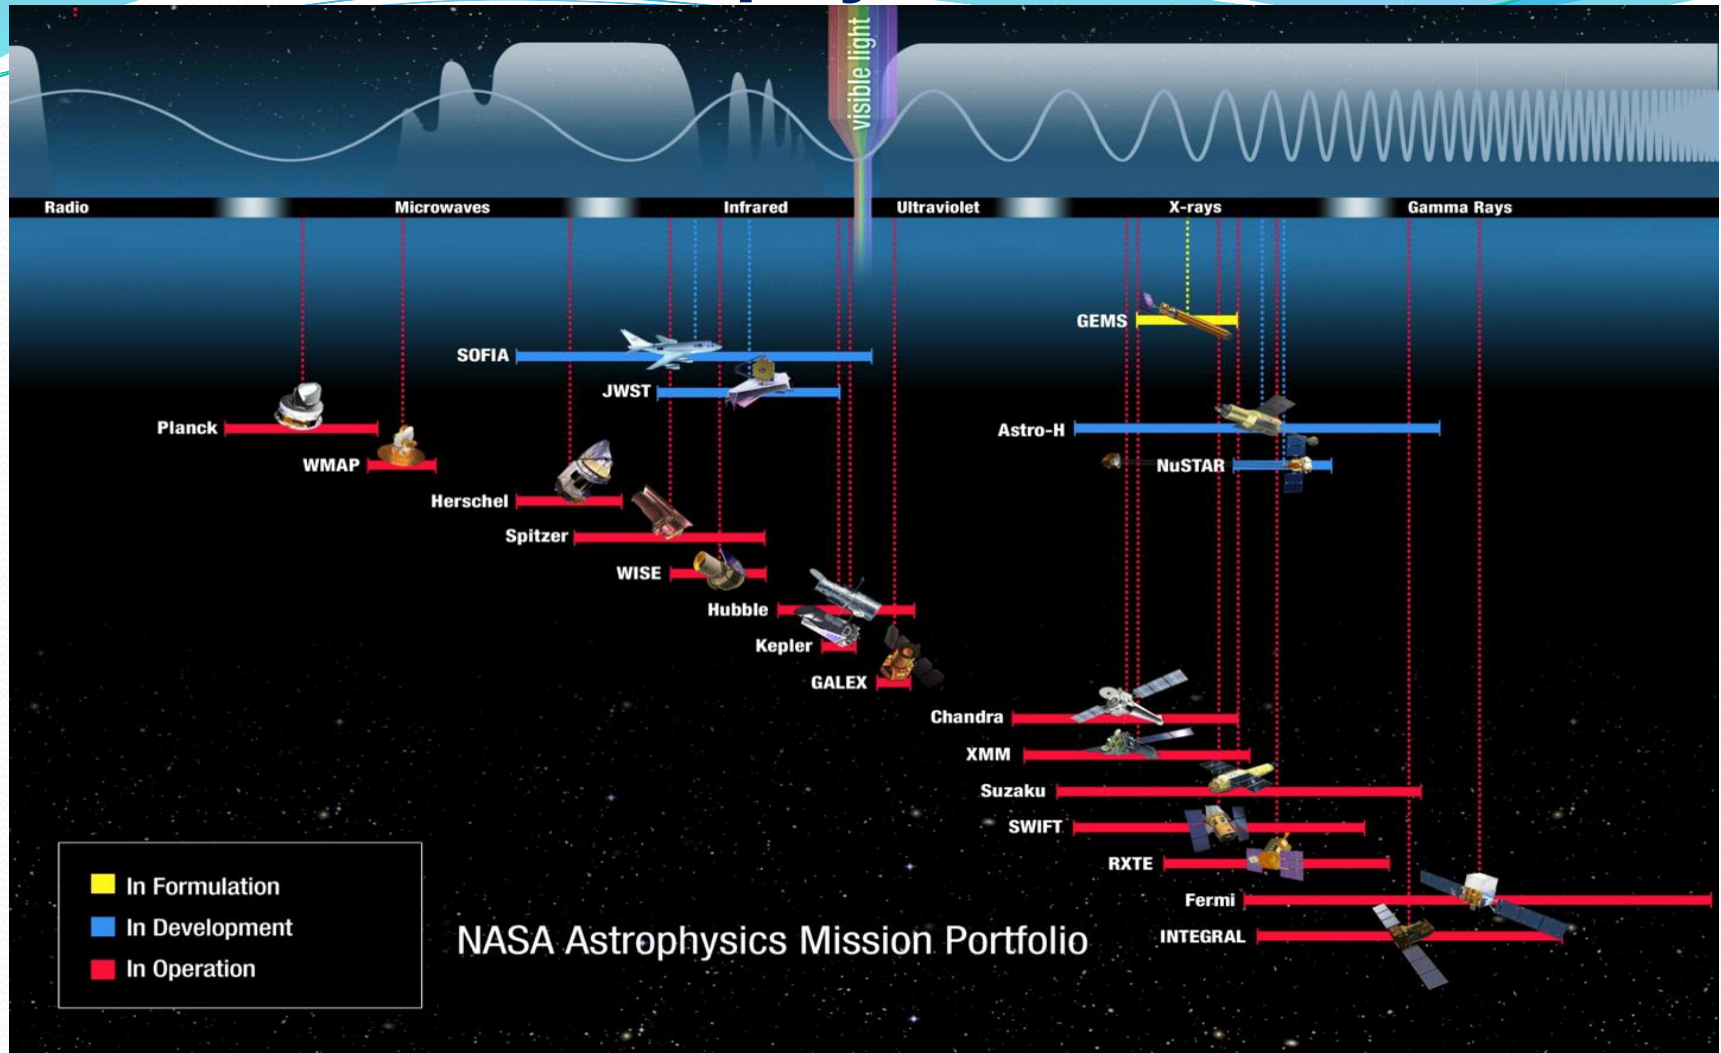 visible light
Radio Microwaves Infrared Ultraviolet X-rays Gamma Rays
GEMS
SOFIA
JWST
Planck
Astro-H
WMAP
NuSTAR
Herschel
Spitzer
WISE
Hubble
Kepler
GALEX
Chandra
XMM
Suzaku
SWIFT
RXTE
Fermi
INTEGRAL
In Formulation
In Development
In Operation
NASA Astrophysics Mission Portfolio